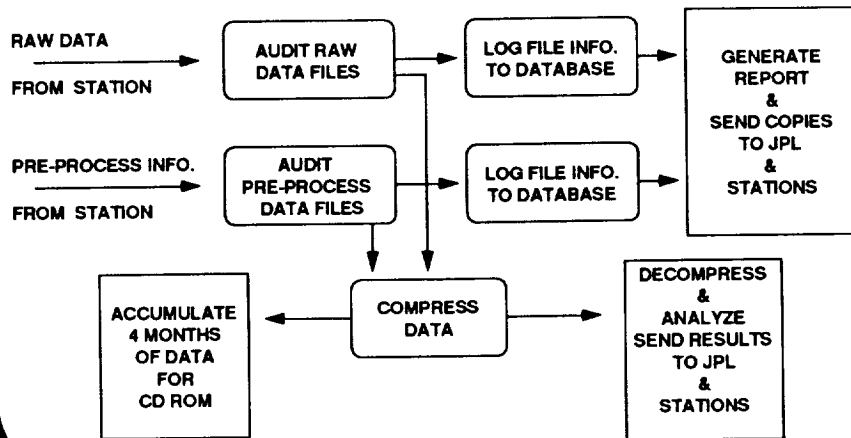 RAW DATA
FROM STATION
AUDIT RAW
DATA FILES
LOG FILE INFO.
TO DATABASE
GENERATE
REPORT
&
SEND COPIES
TO JPL
&
STATIONS
PRE-PROCESS INFO.
FROM STATION
AUDIT
PRE-PROCESS
DATA FILES
LOG FILE INFO.
TO DATABASE
ACCUMULATE
4 MONTHS
OF DATA
FOR
CD ROM
COMPRESS
DATA
DECOMPRESS
&
ANALYZE
SEND RESULTS
TO JPL
&
STATIONS